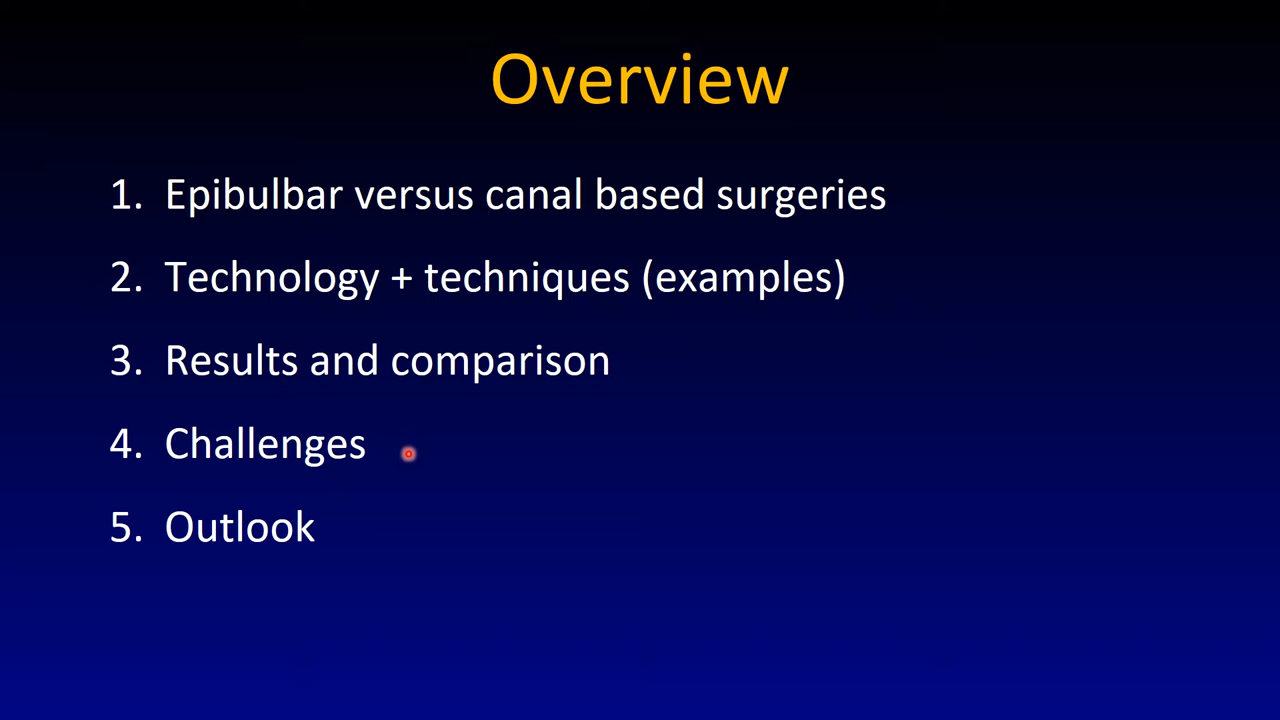 Overview
1. Epibulbar versus canal based surgeries
2. Technology + techniques (examples)
3. Results and comparison
4. Challenges
5. Outlook